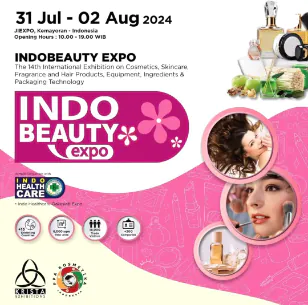 31 Jul - 02 Aug 2024
JIEXPO, Kemayoran - Indonesia
Opening Hours : 10.00 - 19.00 WIB
INDOBEAUTY EXPO
The 14th International Exhibition on Cosmetics, Skincare,
Fragrance and Hair Products, Equipment, Ingredients &
Packaging Technology
INDO
BEAUTY
expo
INDO
HEALTH
CARE
KRISTA
EXHIBITIONS